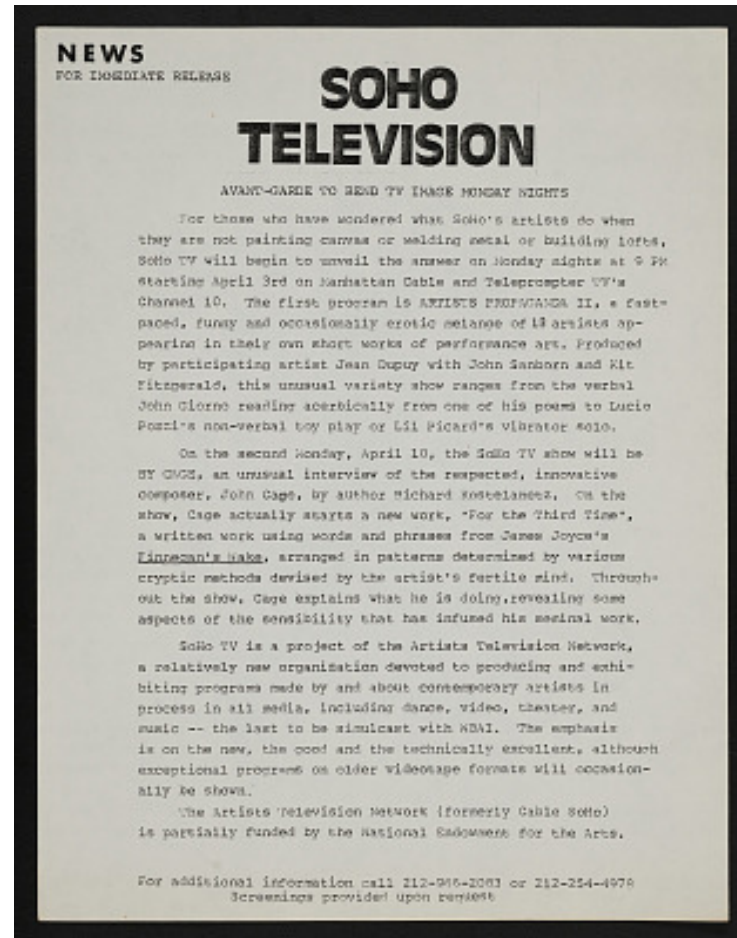 NEWS
FOR IMMEDIATE RELEASE
SOHO
TELEVISION
AVANT-GARDE TO BEND TV IMAGE MONDAY NIGHTS
For those who have wondered what SoHo's artists do when
they are not painting canvas or welding metal or building lofts,
SoHo TV will begin to unveil the answer on Monday nights at 9 PM
starting April 3rd on Manhattan Cable and Teleprompter TV's
Channel 10. The first program is ARTISTS PROPAGANDA II, a fast-
paced, funny and occasionally erotic melange of artists ap-
pearing in their own short works of performance art. Produced
by participating artist Jean Dupuy with John Sanborn and Kit
Fitzgerald, this unusual variety show ranges from the verbal
John Giorno reading acerbically from one of his poems to Lucio
Pozzi's non-verbal toy play or Lil Picard's vibrator solo.
On the second Monday, April 10, the SoHo TV show will be
BY CAGE, an unusual interview of the respected, innovative
composer, John Cage, by author Richard Kostelanetz. On the
show, Cage actually starts a new work, "For the Third Time",
a written work using words and phrases from James Joyce's
Finnegan's Wake, arranged in patterns determined by various
cryptic methods devised by the artist's fertile mind. Through-
out the show, Cage explains what he is doing,revealing some
aspects of the sensibility that has infused his seminal work.
SoHo TV is a project of the Artists Television Network,
a relatively new organization devoted to producing and exhi-
biting programs made by and about contemporary artists in
process in all media, including dance, video, theater, and
music -- the last to be simulcast with WBAI. The emphasis
is on the new, the good and the technically excellent, although
exceptional programs on older videotape formats will occasion-
ally be shown.
The Artists Television Network (formerly Cable SoHo)
is partially funded by the National Endowment for the Arts.
For additional information call or 212-254-4978
Screenings provided upon request